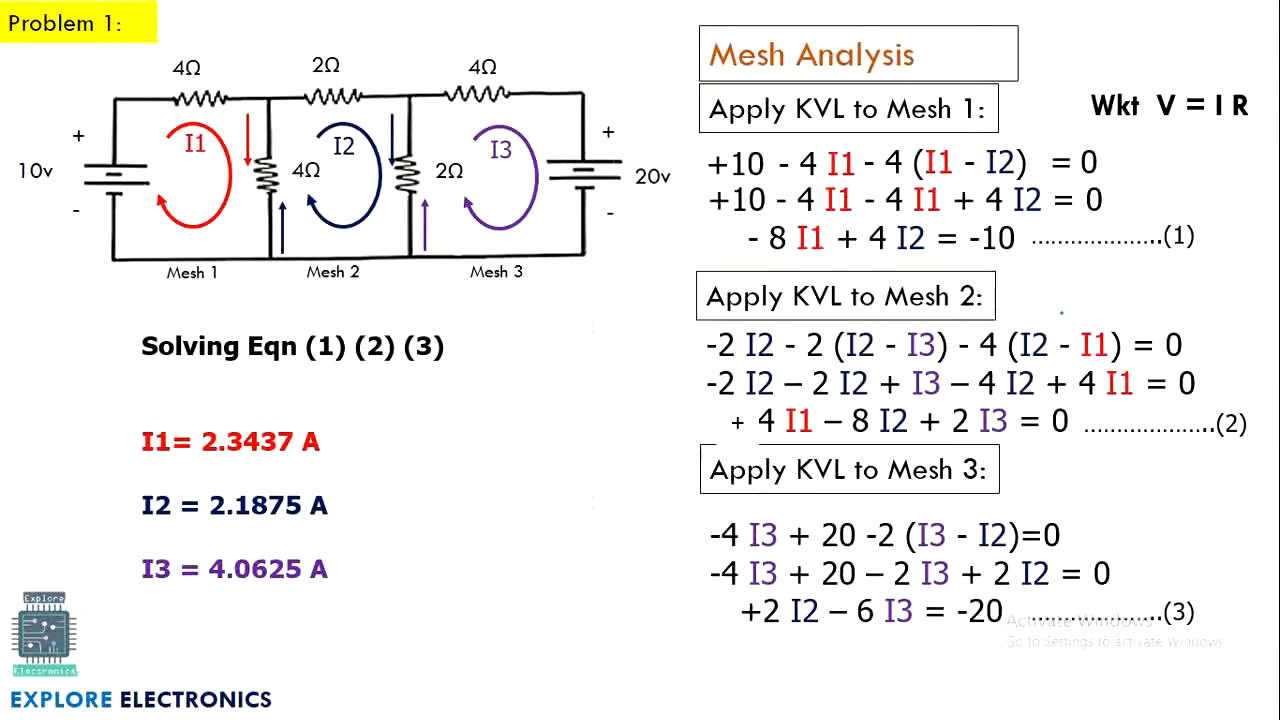 Problem 1:
4Ω
2Ω
4Ω
+
10v
-
I1
4Ω
I2
2Ω
I3
+
20v
-
Mesh 1
Mesh 2
Mesh 3
Solving Eqn (1) (2) (3)
I1= 2.3437 A
I2 = 2.1875 A
I3 = 4.0625 A
Explore
Electronics
EXPLORE ELECTRONICS
Mesh Analysis
Apply KVL to Mesh 1:
Wkt V = I R
+10 - 4 I1 - 4 (I1 - I2) = 0
+10 - 4 I1 - 4 I1 + 4 I2 = 0
- 8 I1 + 4 I2 = -10 ....................(1)
Apply KVL to Mesh 2:
-2 I2 - 2 (I2 - I3) - 4 (I2 - I1) = 0
-2 I2 – 2 I2 + I3 – 4 I2 + 4 I1 = 0
+ 4 I1 – 8 I2 + 2 I3 = 0 ....................(2)
Apply KVL to Mesh 3:
-4 I3 + 20 -2 (I3 - I2)=0
-4 I3 + 20 – 2 I3 + 2 I2 = 0
+2 I2 – 6 I3 = -20 ....................(3)
Activate Windows
Go to Settings to activate Windows